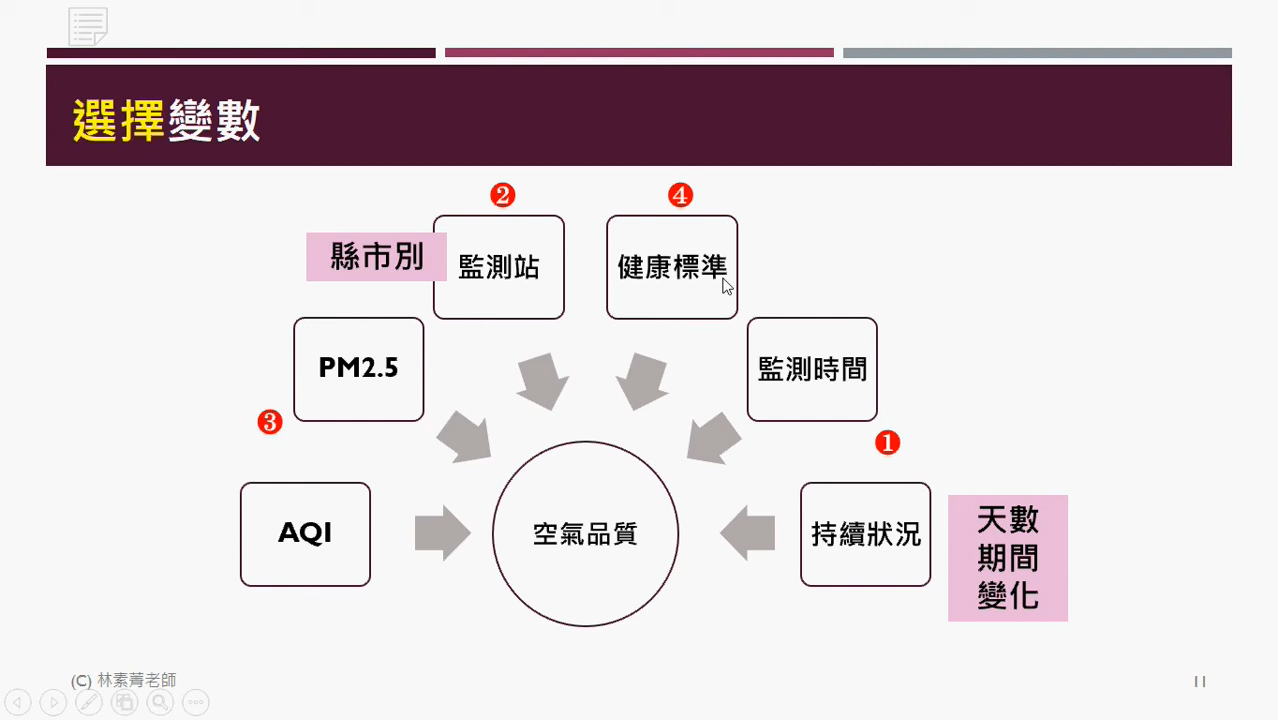 選擇變數
❷
❹
縣市別
監測站
健康標準
PM2.5
監測時間
❸
❶
AQI
空氣品質
持續狀況
天數
期間
變化
(C) 林素菁老師
11